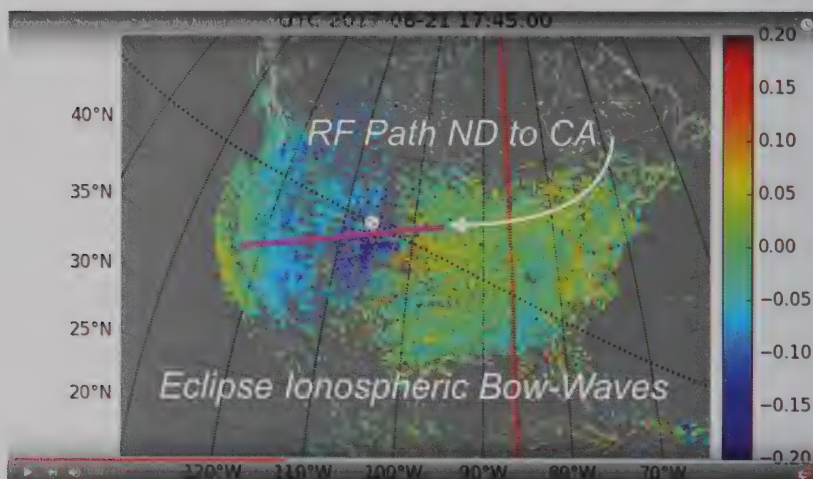 UTC 2017-08-21 17:45:00
0.20
0.15
0.10
0.05
0.00
−0.05
−0.10
−0.15
−0.20
40°N
35°N
30°N
25°N
20°N
RF Path ND to CA
Eclipse Ionospheric Bow-Waves
120°W 110°W 100°W 90°W 80°W 70°W